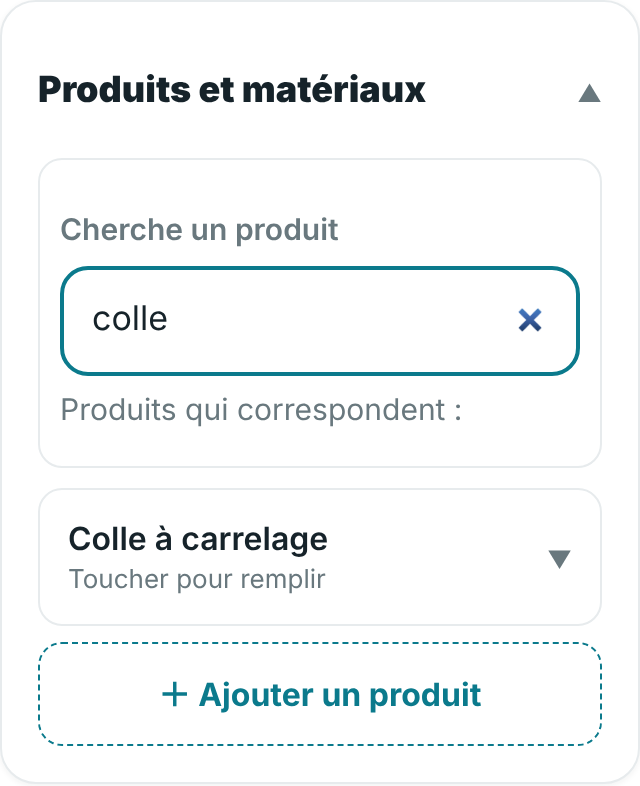 Produits et matériaux ▲
Cherche un produit
colle ×
Produits qui correspondent :
Colle à carrelage ▼
Toucher pour remplir
+ Ajouter un produit